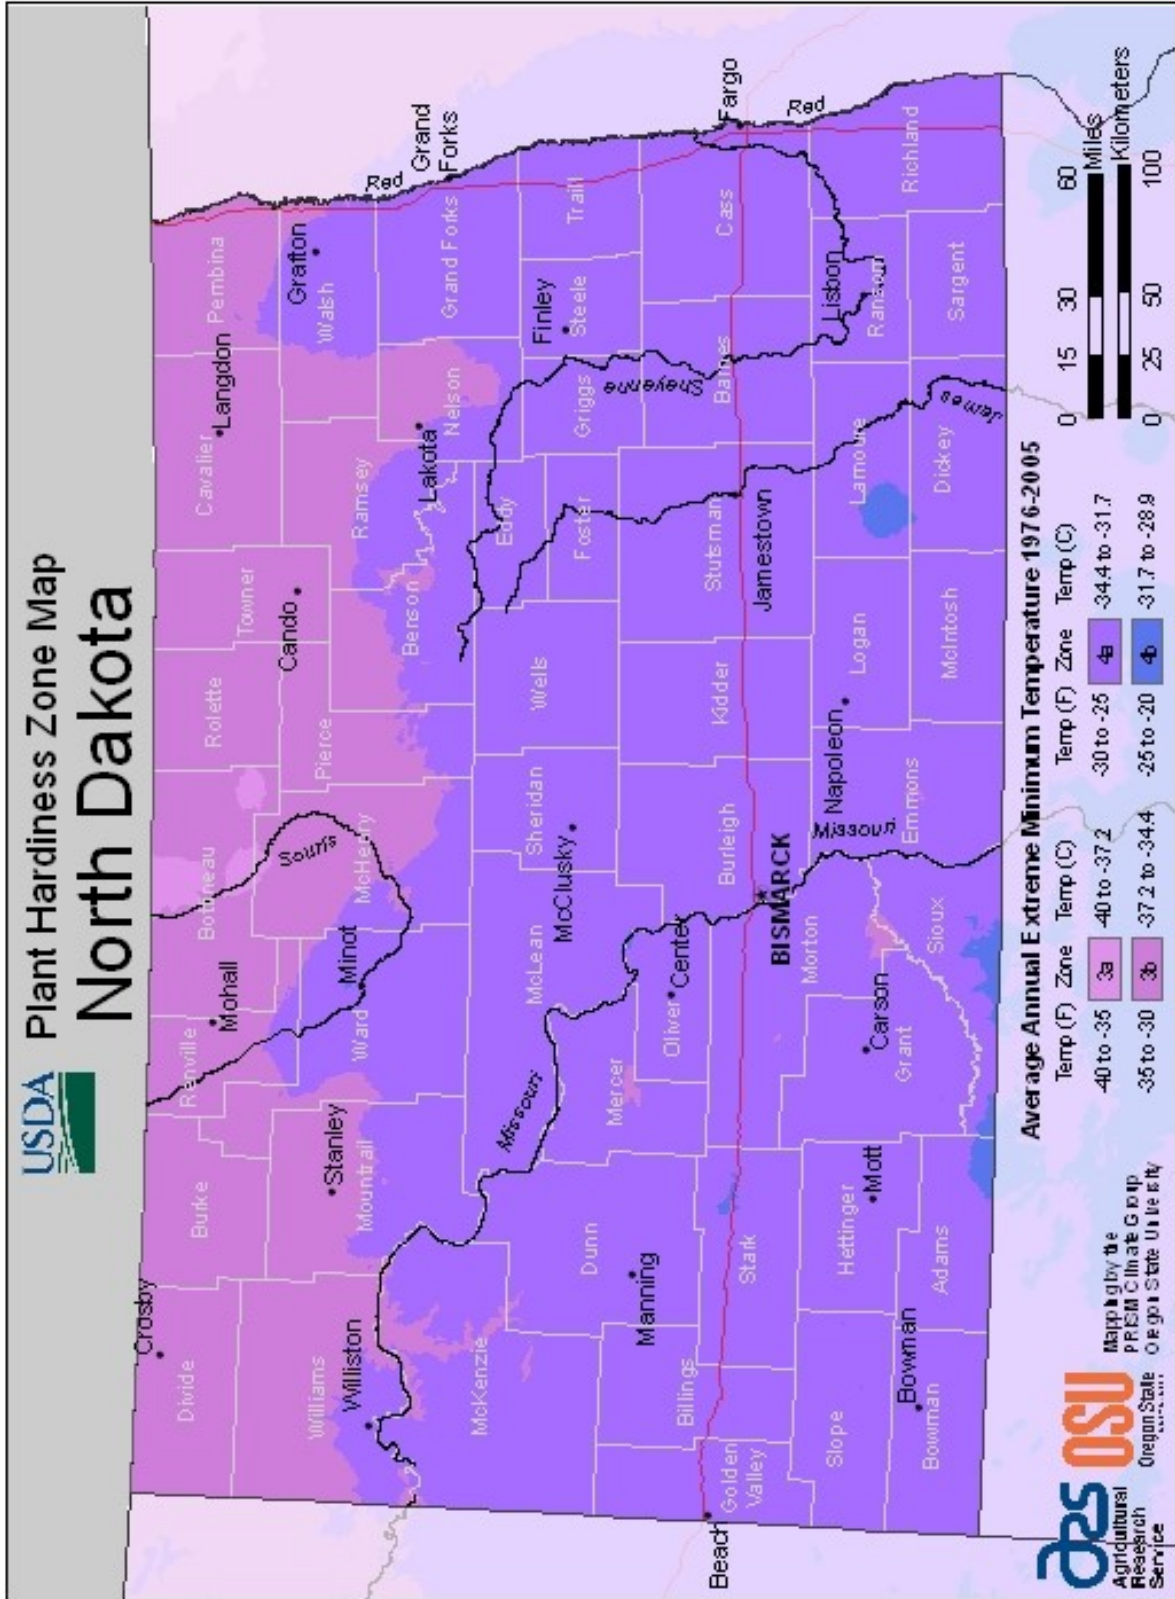 USDA Plant Hardiness Zone Map
North Dakota
Crosby
Divide
Burke
Renville
Bottineau
Rolette
Towner
Cavalier
Pembina
Mohall
Souris
Cando
Langdon
Grafton
Walsh
Williams
Williston
Stanley
Mountrail
Ward
Minot
McHenry
Pierce
Benson
Ramsey
Lakota
Nelson
Grand Forks
Red
Grand
Forks
McKenzie
Missouri
McLean
McClusky
Sheridan
Wells
Eddy
Foster
Griggs
Finley
Steele
Traill
Sheyenne
Dunn
Manning
Mercer
Oliver
Center
Burleigh
Kidder
Stutsman
Jamestown
Barnes
Cass
Fargo
Red
Beach
Golden
Valley
Billings
Stark
Morton
BISMARCK
Missouri
Napoleon
Logan
Lamoure
Lisbon
Ransom
Richland
Slope
Hettinger
Mott
Grant
Carson
Sioux
Emmons
McIntosh
Dickey
James
Sargent
Bowman
Bowman
Adams
Average Annual Extreme Minimum Temperature 1976-2005
Temp (F) Zone Temp (C) Temp (F) Zone Temp (C)
-40 to -35 3a -40 to -37.2 -30 to -25 4a -34.4 to -31.7
-35 to -30 3b -37.2 to -34.4 -25 to -20 4b -31.7 to -28.9
0 15 30 60
Miles
Kilometers
0 25 50 100
ars
Agricultural
Research
Service
OSU
Oregon State
Mapping by the
PRISM Climate Group
Oregon State University